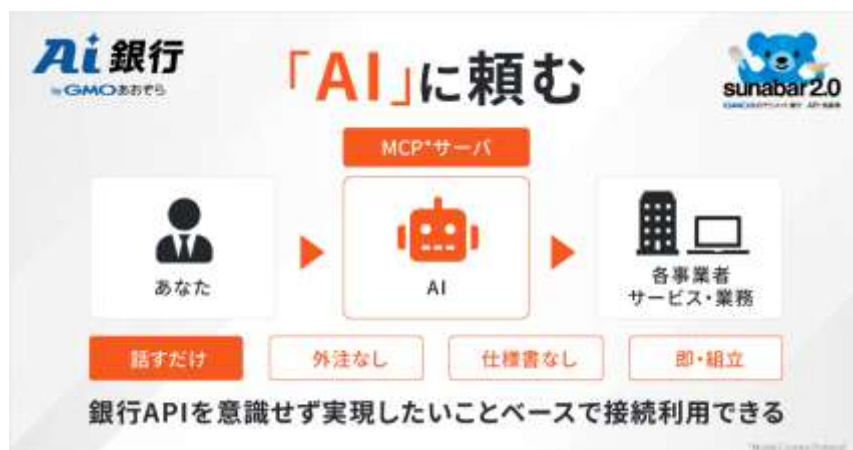 Ai 銀行
by GMOあおぞら
「AI」に頼む
sunabar2.0
MCP*サーバ
あなた
AI
各事業者
サービス・業務
話すだけ
外注なし
仕様書なし
即・組立
銀行APIを意識せず実現したいことベースで接続利用できる